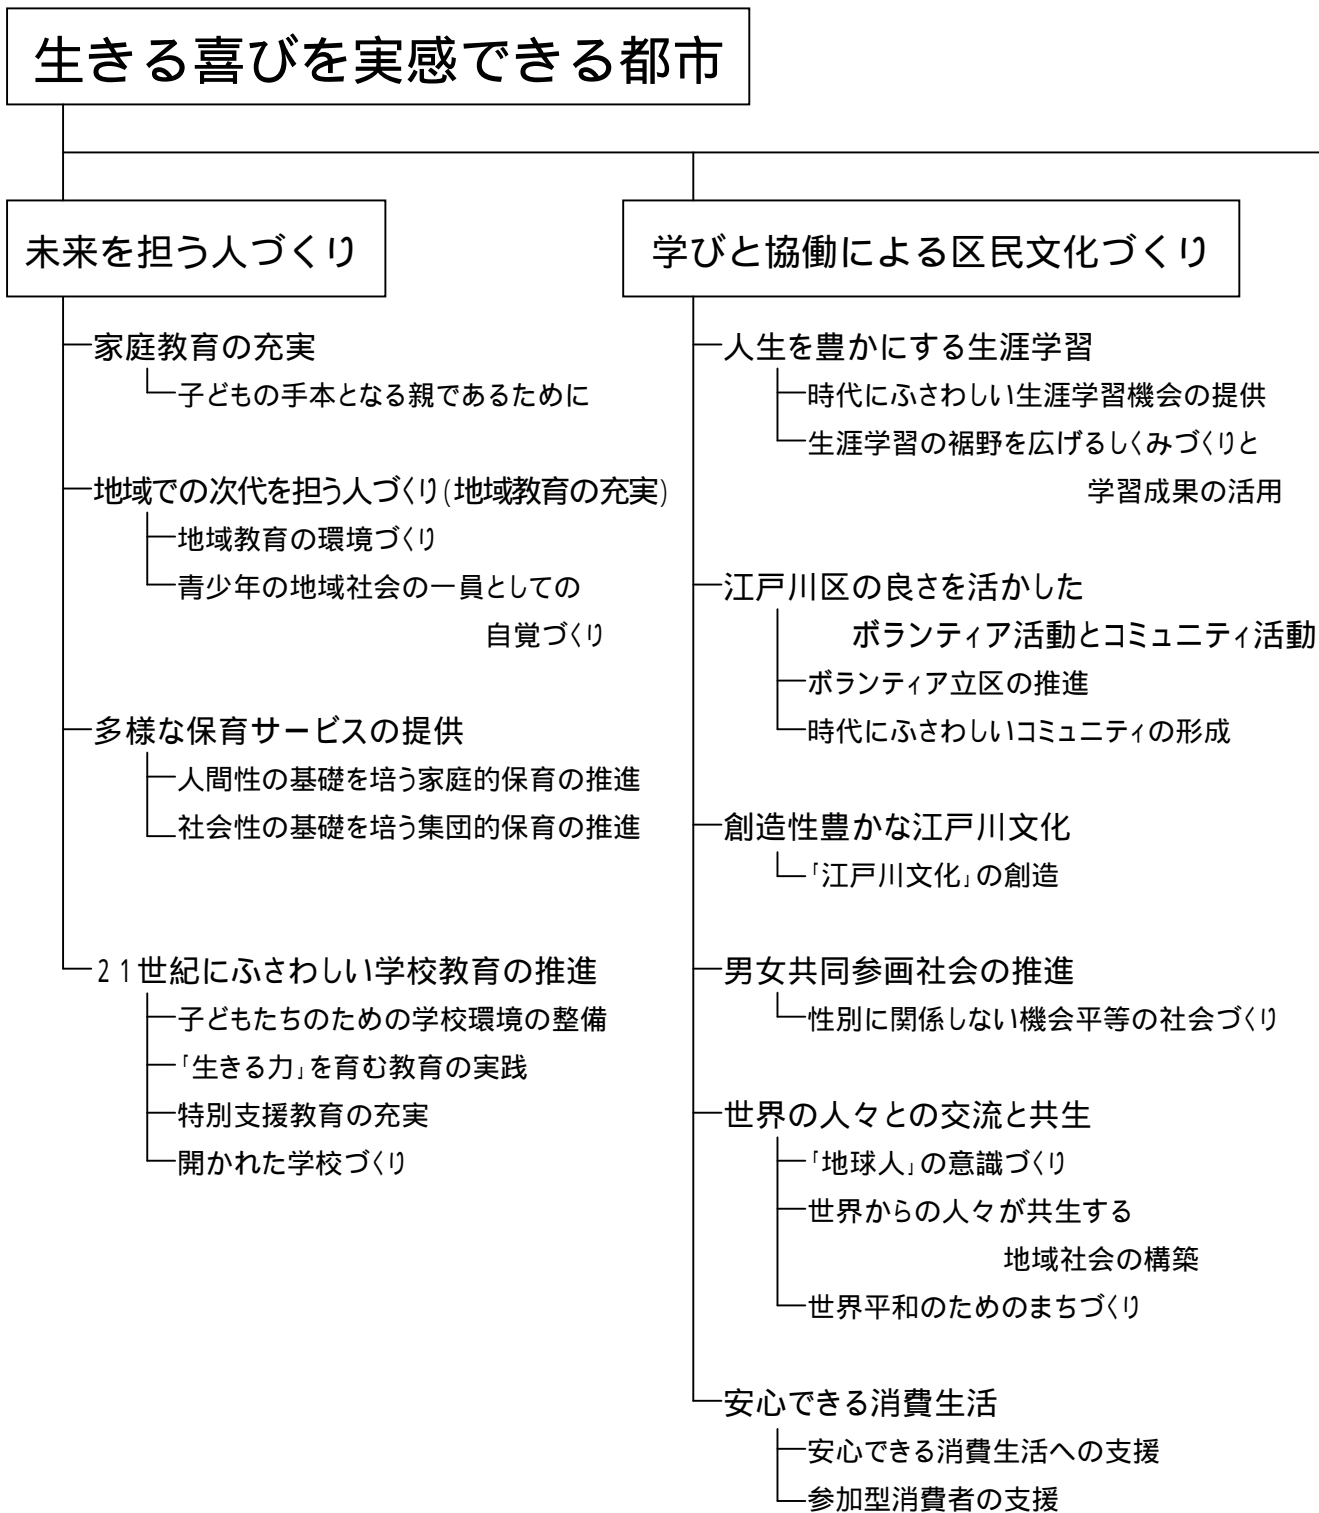 生きる喜びを実感できる都市
未来を担う人づくり
家庭教育の充実
子どもの手本となる親であるために
地域での次代を担う人づくり(地域教育の充実)
地域教育の環境づくり
青少年の地域社会の一員としての
自覚づくり
多様な保育サービスの提供
人間性の基礎を培う家庭的保育の推進
社会性の基礎を培う集団的保育の推進
21世紀にふさわしい学校教育の推進
子どもたちのための学校環境の整備
「生きる力」を育む教育の実践
特別支援教育の充実
開かれた学校づくり
学びと協働による区民文化づくり
人生を豊かにする生涯学習
時代にふさわしい生涯学習機会の提供
生涯学習の裾野を広げるしくみづくりと
学習成果の活用
江戸川区の良さを活かした
ボランティア活動とコミュニティ活動
ボランティア立区の推進
時代にふさわしいコミュニティの形成
創造性豊かな江戸川文化
「江戸川文化」の創造
男女共同参画社会の推進
性別に関係しない機会平等の社会づくり
世界の人々との交流と共生
「地球人」の意識づくり
世界からの人々が共生する
地域社会の構築
世界平和のためのまちづくり
安心できる消費生活
安心できる消費生活への支援
参加型消費者の支援